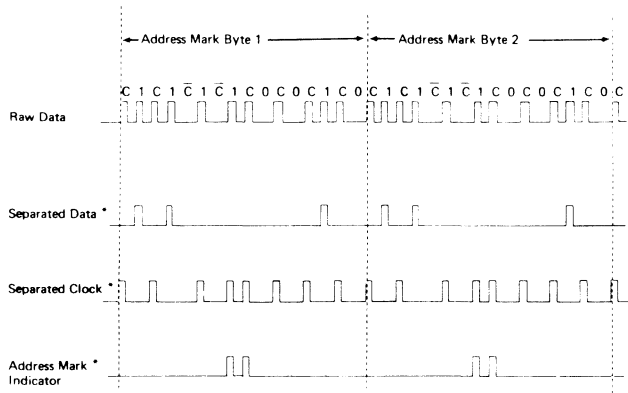 Address Mark Byte 1 Address Mark Byte 2
C 1 C 1 C̅ 1 C̅ 1 C 0 C 0 C 1 C 0 C 1 C 1 C̅ 1 C̅ 1 C 0 C 0 C 1 C 0 C
Raw Data
Separated Data *
Separated Clock *
Address Mark *
Indicator